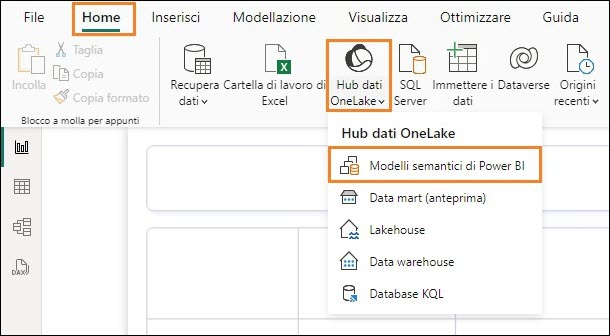 File Home Inserisci Modellazione Visualizza Ottimizzare Guida
Incolla
Taglia
Copia
Copia formato
Blocco a molla per appunti
Recupera
dati
Cartella di lavoro di
Excel
Hub dati
OneLake
SQL
Server
Immettere i
dati
Dataverse
Origini
recenti
Hub dati OneLake
Modelli semantici di Power BI
Data mart (anteprima)
Lakehouse
Data warehouse
Database KQL
DAX